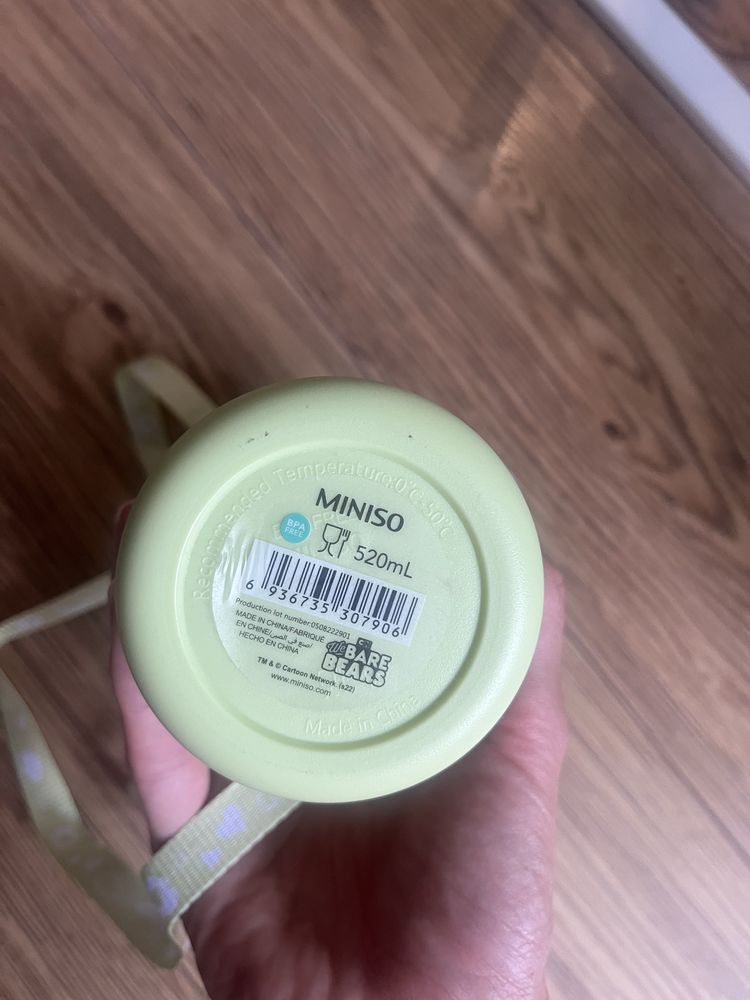 Recommended Temperature:0℃-50℃
MINISO
BPA
FREE
520mL
6 936735 307906
Production lot number:0508222901
MADE IN CHINA/FABRIQUÉ
EN CHINE/صنع في الصين/
HECHO EN CHINA
We
BARE
BEARS
TM & © Cartoon Network. (s22)
www.miniso.com
Made in China